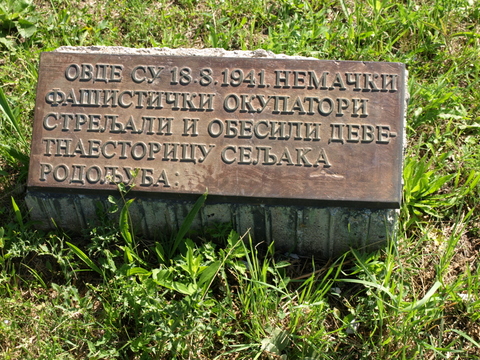 ОВДЕ СУ 18.8.1941. НЕМАЧКИ
ФАШИСТИЧКИ ОКУПАТОРИ
СТРЕЉАЛИ И ОБЕСИЛИ ДЕВЕ-
ТНАЕСТОРИЦУ СЕЉАКА
РОДОЉУБА.